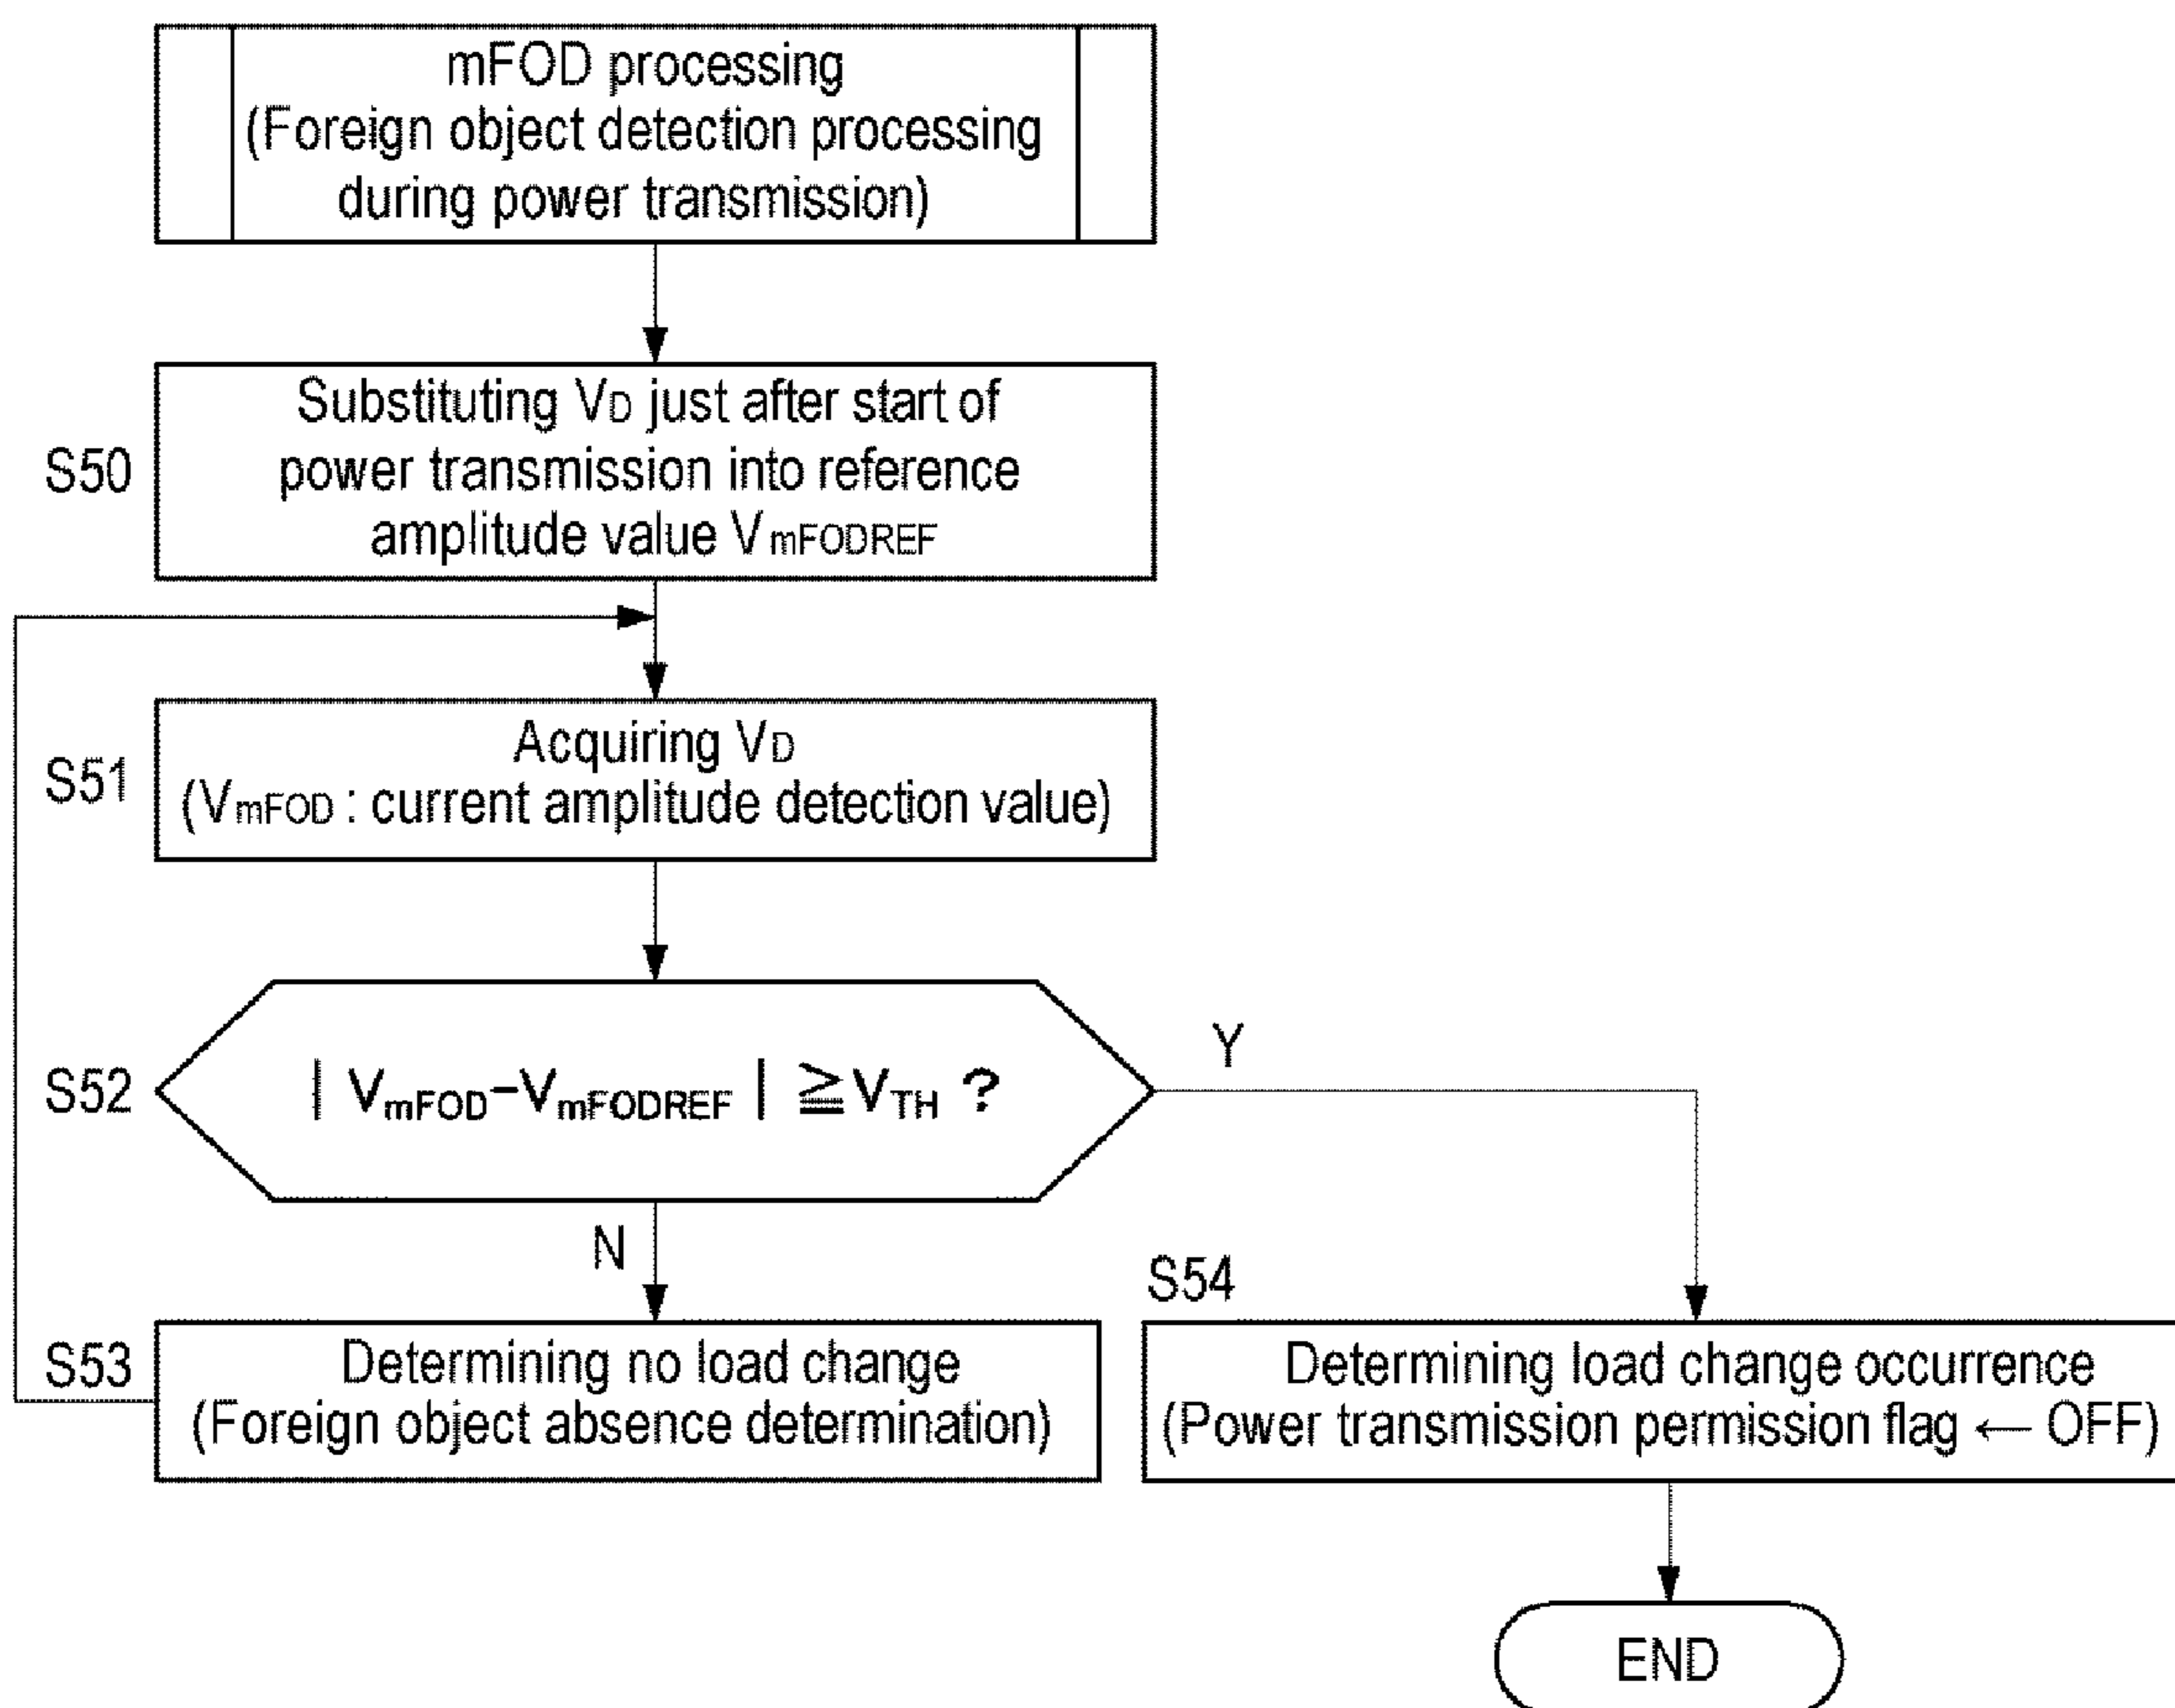 mFOD processing
(Foreign object detection processing
during power transmission)
S50
Substituting VD just after start of
power transmission into reference
amplitude value VmFODREF
S51
Acquiring VD
(VmFOD : current amplitude detection value)
S52
| VmFOD−VmFODREF | ≧VTH ?
Y
N
S53
Determining no load change
(Foreign object absence determination)
S54
Determining load change occurrence
(Power transmission permission flag ← OFF)
END